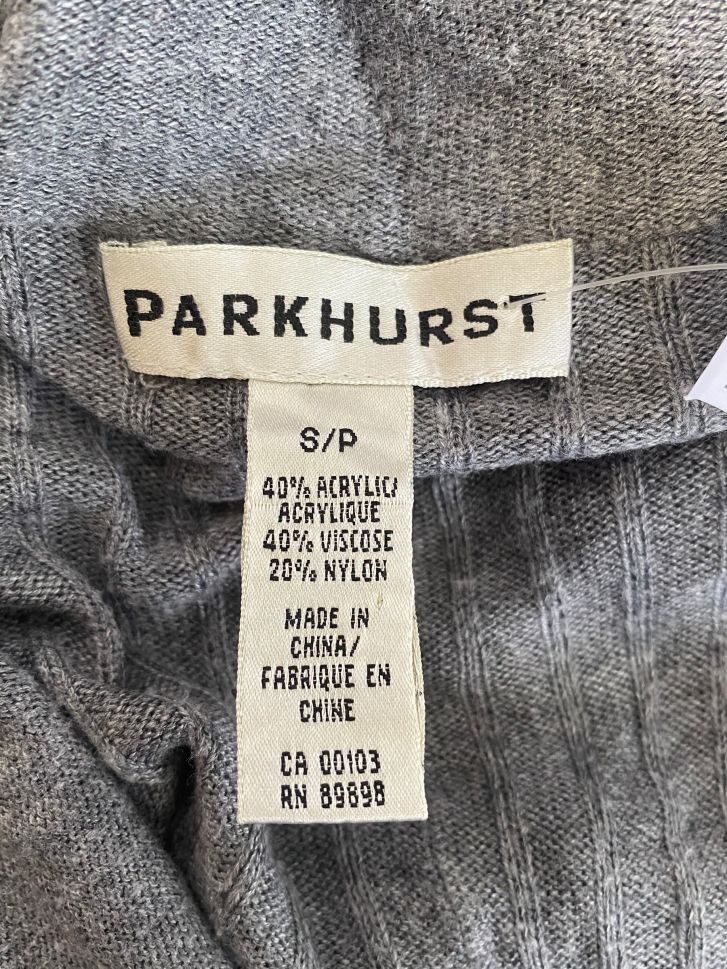 PARKHURST
S/P
40% ACRYLIC/
ACRYLIQUE
40% VISCOSE
20% NYLON
MADE IN
CHINA/
FABRIQUE EN
CHINE
CA 00103
RN 89898